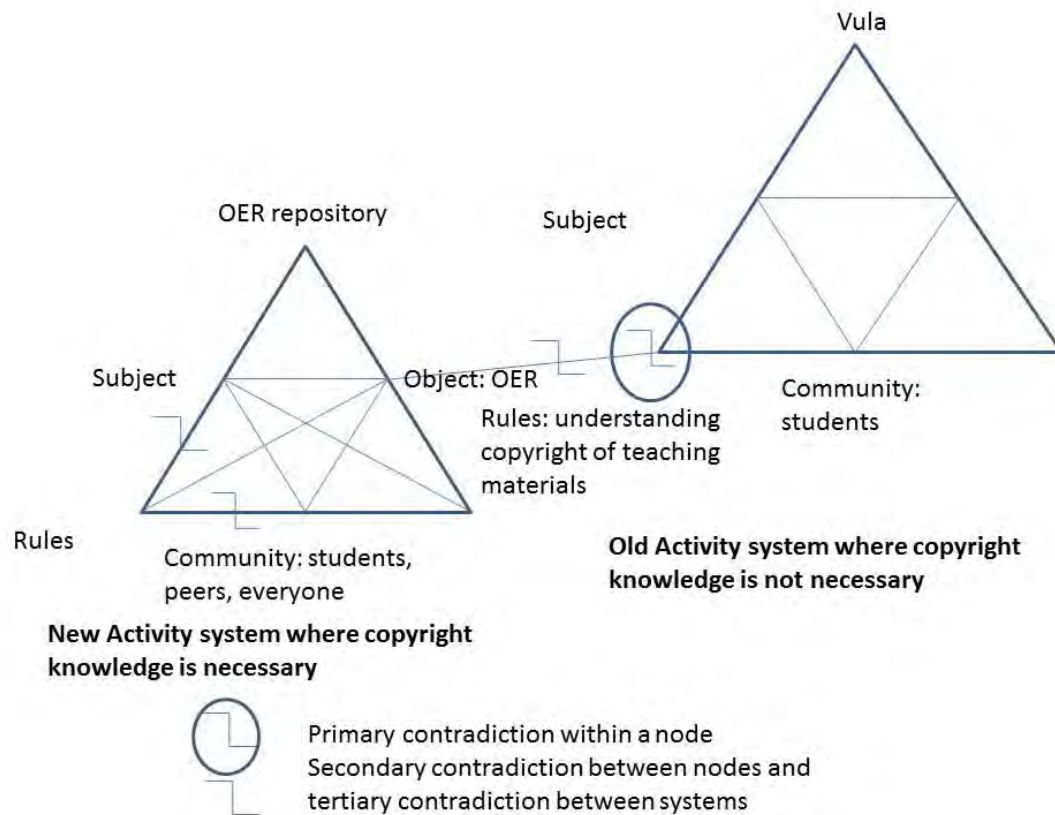 Vula
OER repository
Subject
Subject
Object: OER
Rules: understanding
copyright of teaching
materials
Community:
students
Rules
Community: students,
peers, everyone
Old Activity system where copyright
knowledge is not necessary
New Activity system where copyright
knowledge is necessary
Primary contradiction within a node
Secondary contradiction between nodes and
tertiary contradiction between systems